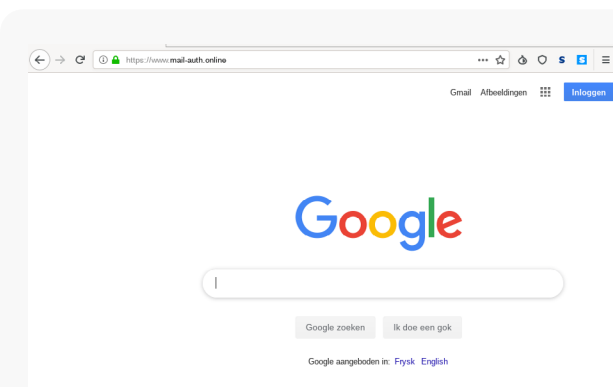 https://www.mail-auth.online
Gmail Afbeeldingen Inloggen
Google
Google zoeken Ik doe een gok
Google aangeboden in: Frysk English